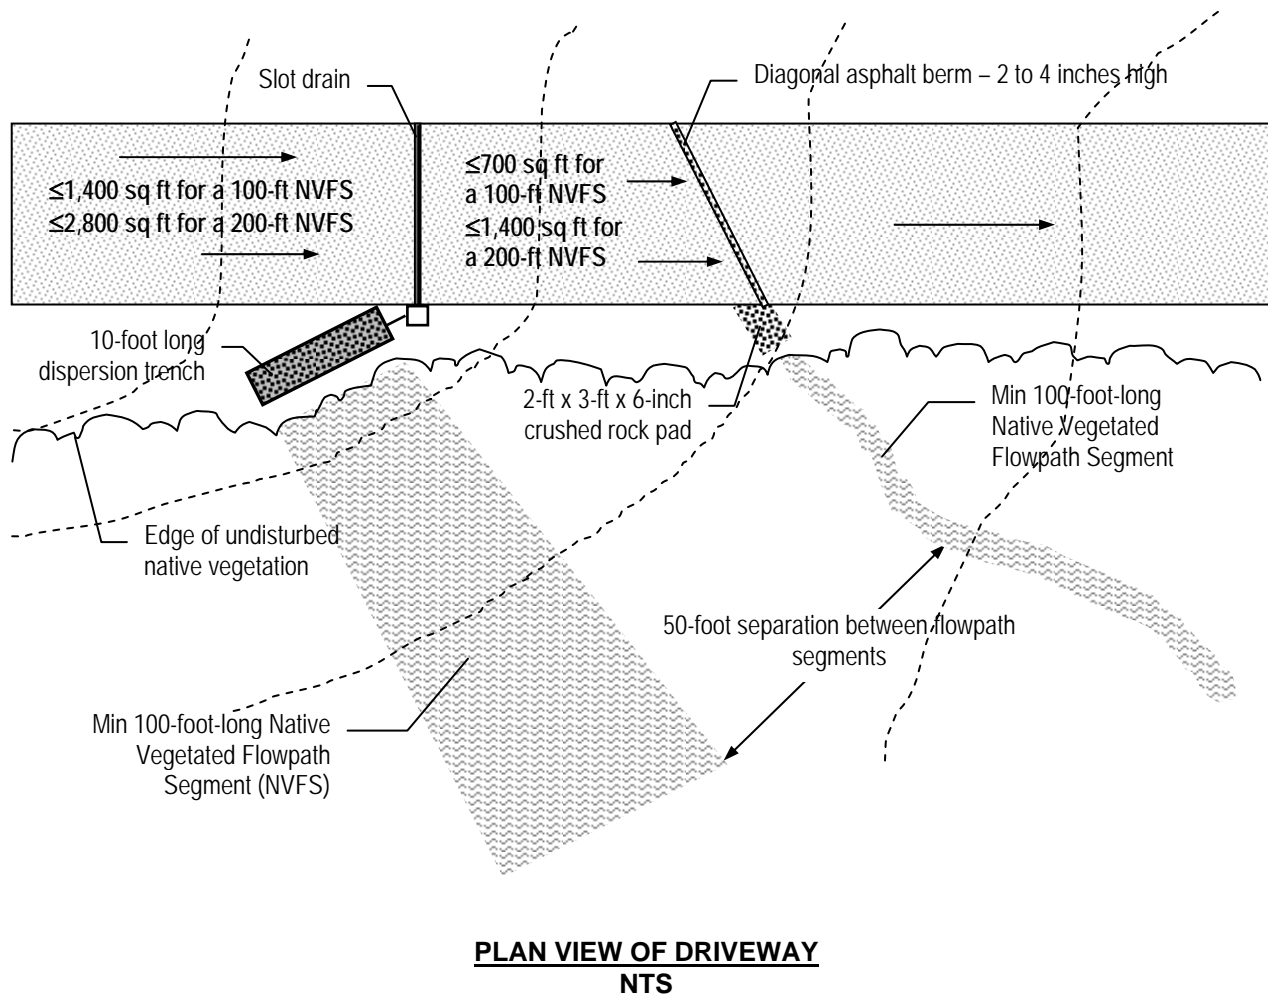 Slot drain
Diagonal asphalt berm – 2 to 4 inches high
≤1,400 sq ft for a 100-ft NVFS
≤2,800 sq ft for a 200-ft NVFS
≤700 sq ft for
a 100-ft NVFS
≤1,400 sq ft for
a 200-ft NVFS
10-foot long
dispersion trench
2-ft x 3-ft x 6-inch
crushed rock pad
Min 100-foot-long
Native Vegetated
Flowpath Segment
Edge of undisturbed
native vegetation
50-foot separation between flowpath
segments
Min 100-foot-long Native
Vegetated Flowpath
Segment (NVFS)
PLAN VIEW OF DRIVEWAY
NTS